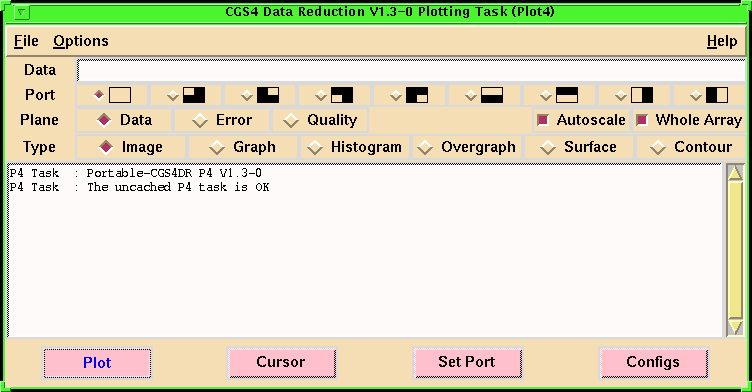 CGS4 Data Reduction V1.3-0 Plotting Task (Plot4)
File Options Help
Data
Port
Plane Data Error Quality Autoscale Whole Array
Type Image Graph Histogram Overgraph Surface Contour
P4 Task : Portable-CGS4DR P4 V1.3-0
P4 Task : The uncached P4 task is OK
Plot Cursor Set Port Configs